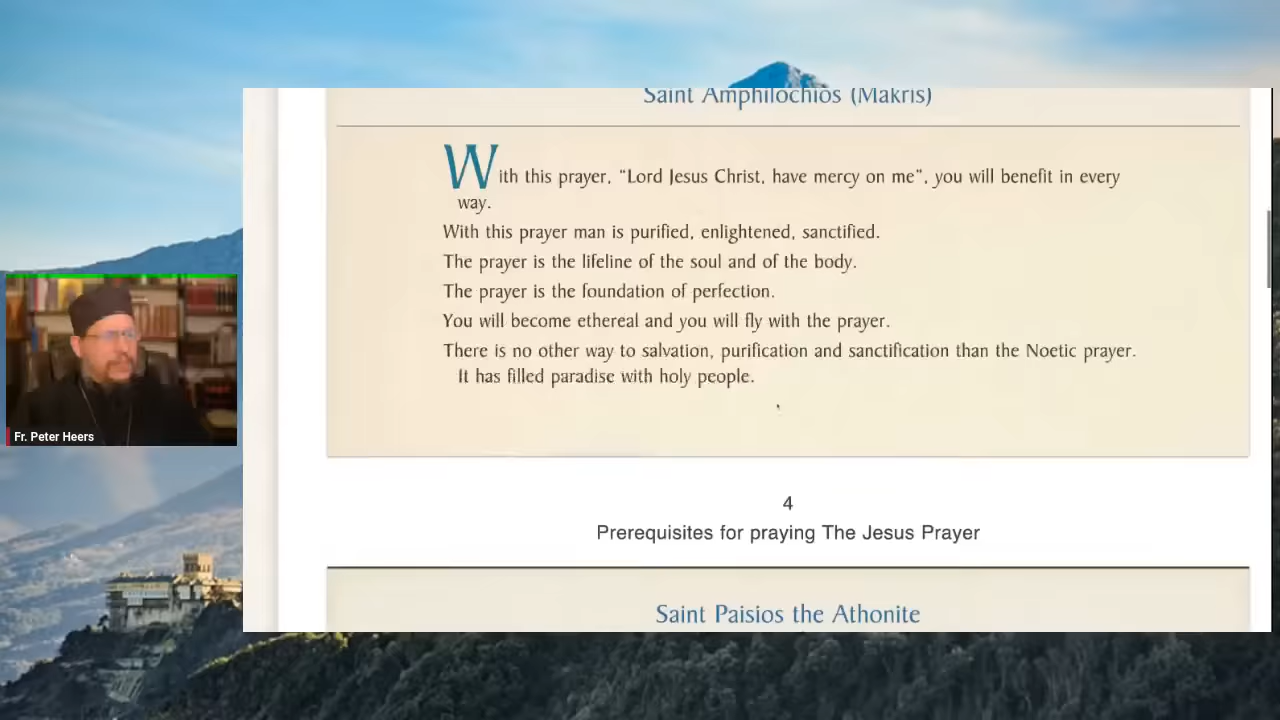 Saint Amphilochios (Makris)
With this prayer, "Lord Jesus Christ, have mercy on me", you will benefit in every
way.
With this prayer man is purified, enlightened, sanctified.
The prayer is the lifeline of the soul and of the body.
The prayer is the foundation of perfection.
You will become ethereal and you will fly with the prayer.
There is no other way to salvation, purification and sanctification than the Noetic prayer.
It has filled paradise with holy people.
Fr. Peter Heers
4
Prerequisites for praying The Jesus Prayer
Saint Paisios the Athonite